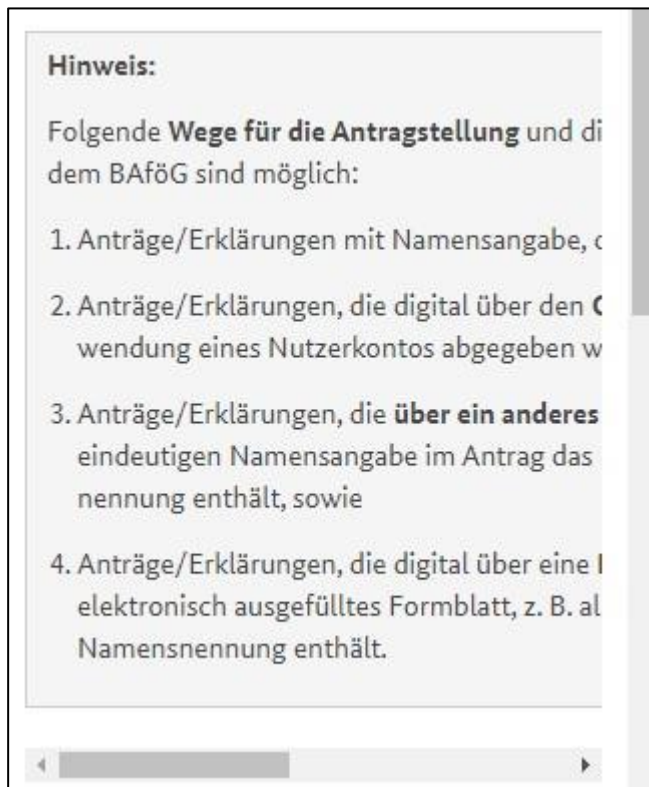 Hinweis:
Folgende Wege für die Antragstellung und di
dem BAföG sind möglich:
1. Anträge/Erklärungen mit Namensangabe, d
2. Anträge/Erklärungen, die digital über den
wendung eines Nutzerkontos abgegeben w
3. Anträge/Erklärungen, die über ein anderes
eindeutigen Namensangabe im Antrag das
nennung enthält, sowie
4. Anträge/Erklärungen, die digital über eine
elektronisch ausgefülltes Formblatt, z. B. al
Namensnennung enthält.